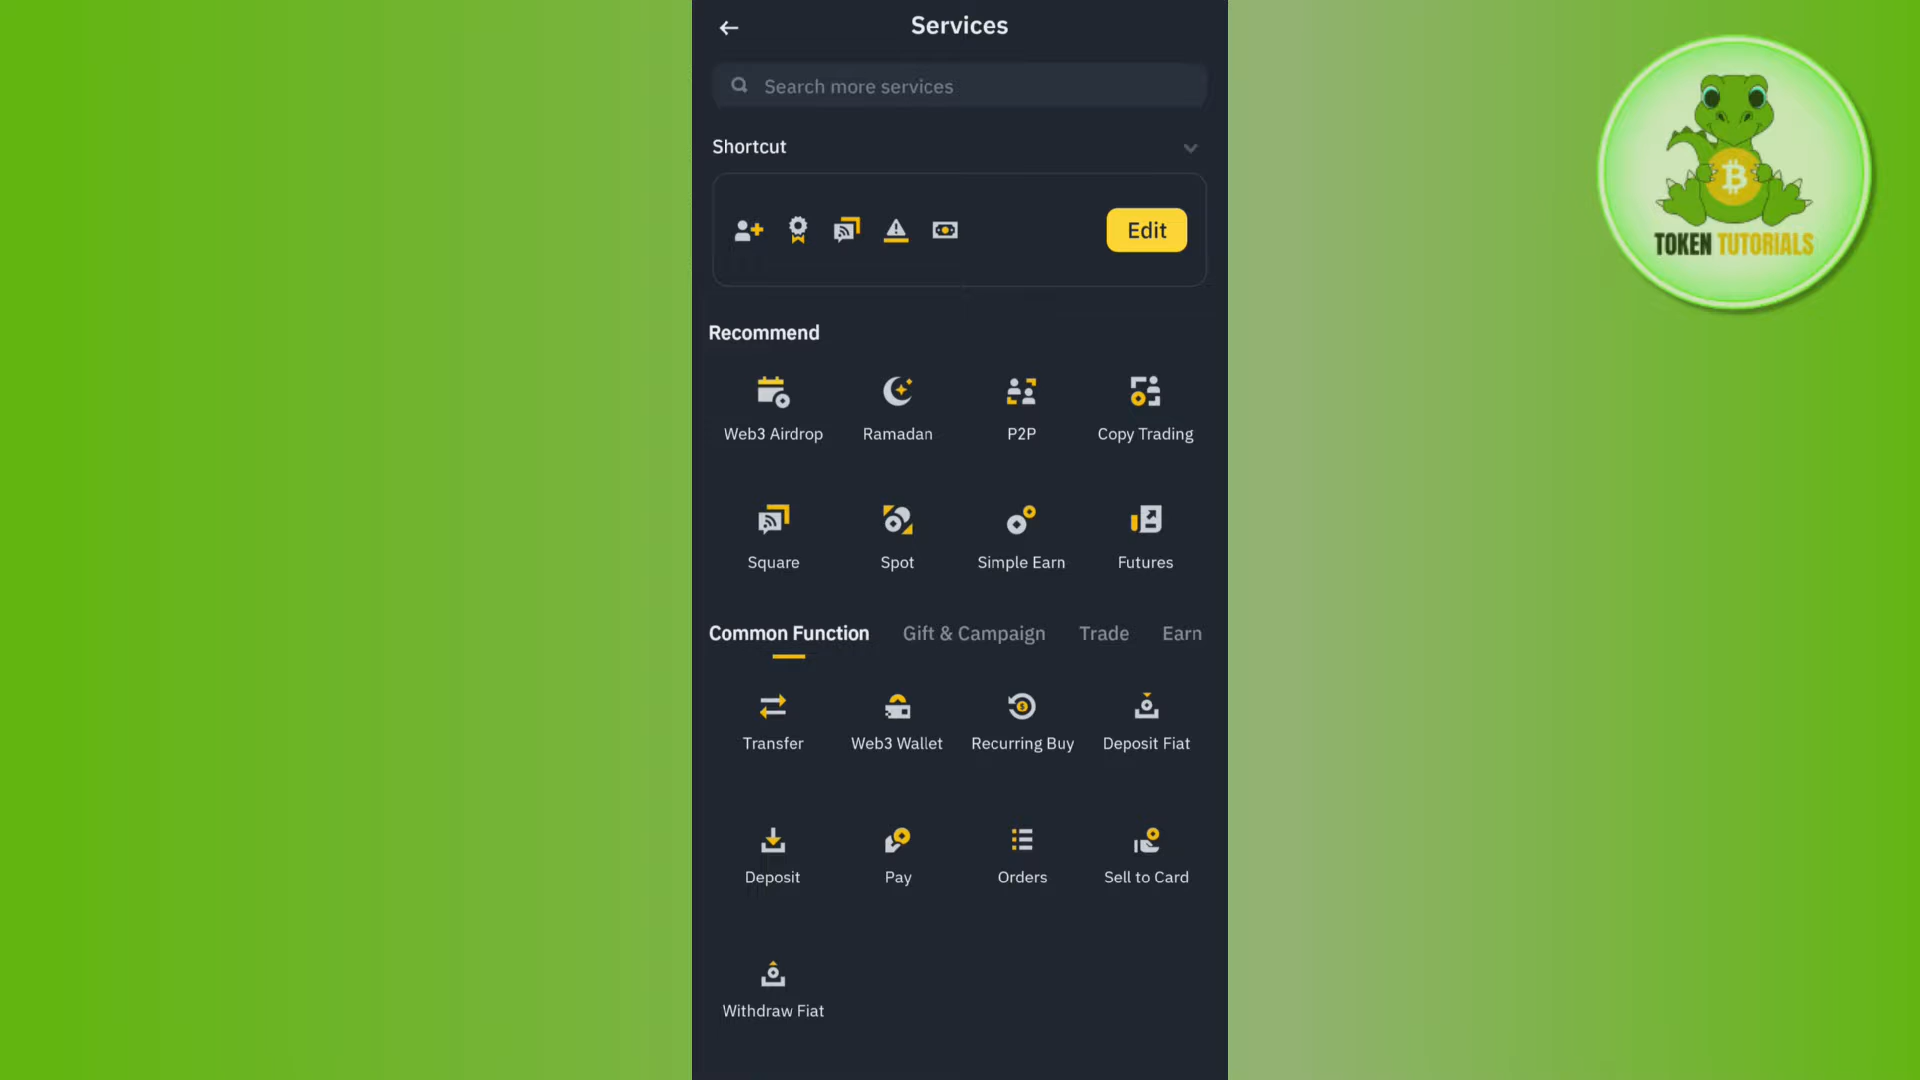 Services
Search more services
Shortcut
Edit
Recommend
Web3 Airdrop
Ramadan
P2P
Copy Trading
Square
Spot
Simple Earn
Futures
Common Function
Gift & Campaign
Trade
Earn
Transfer
Web3 Wallet
Recurring Buy
Deposit Fiat
Deposit
Pay
Orders
Sell to Card
Withdraw Fiat
TOKEN TUTORIALS